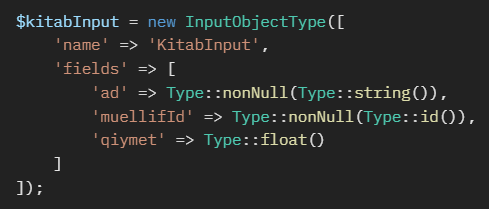 $kitabInput = new InputObjectType([
    'name' => 'KitabInput',
    'fields' => [
        'ad' => Type::nonNull(Type::string()),
        'muellifId' => Type::nonNull(Type::id()),
        'qiymet' => Type::float()
    ]
]);